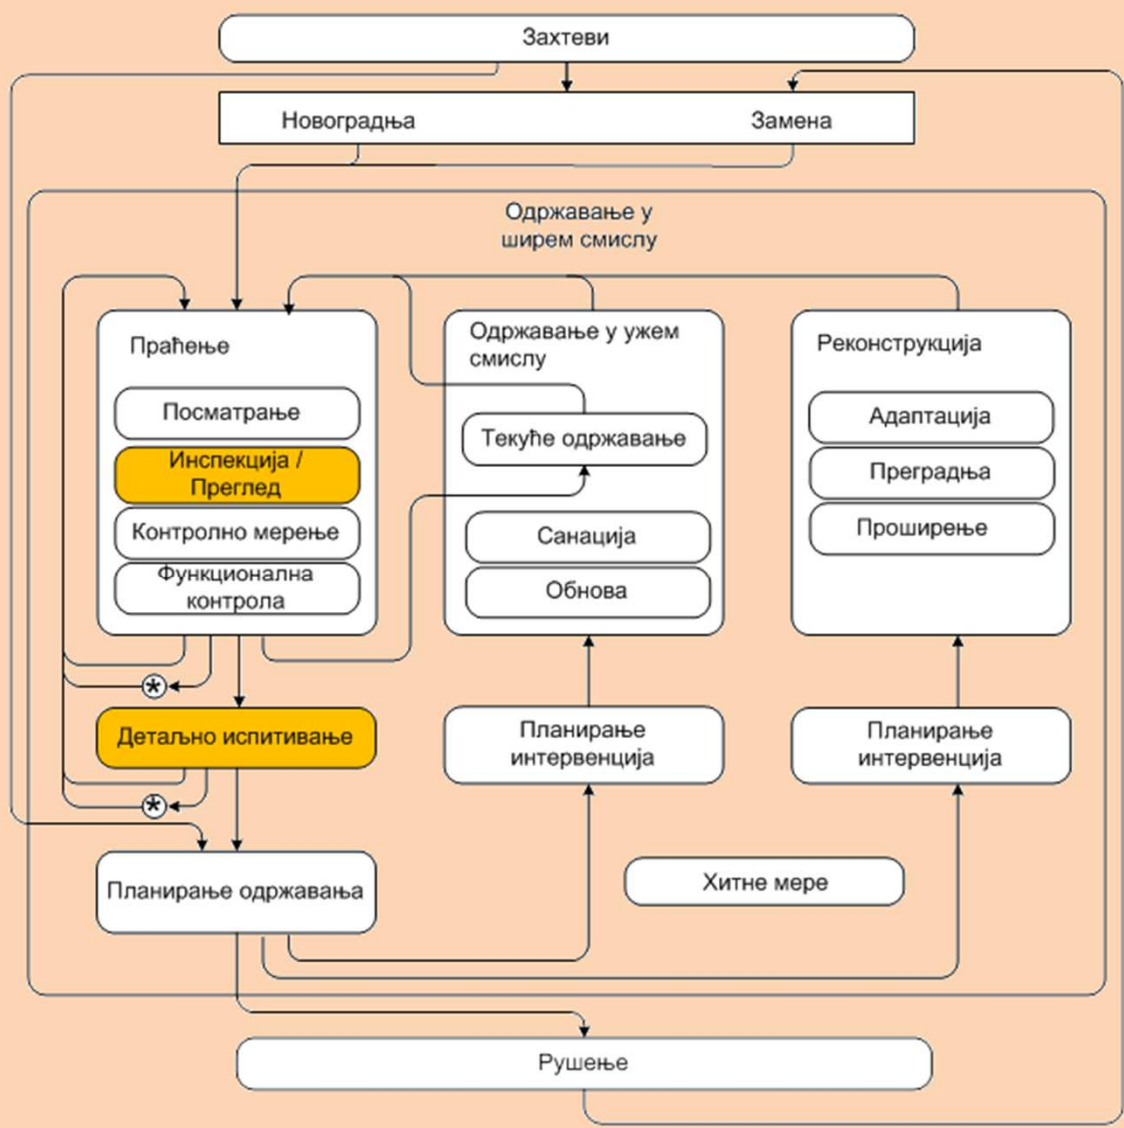 Захтеви
Новоградња
Замена
Одржавање у
ширем смислу
Праћење
Посматрање
Инспекција /
Преглед
Контролно мерење
Функционална
контрола
Одржавање у ужем
смислу
Текуће одржавање
Санација
Обнова
Реконструкција
Адаптација
Преградња
Проширење
*
Детаљно испитивање
*
Планирање
интервенција
Планирање
интервенција
Планирање одржавања
Хитне мере
Рушење